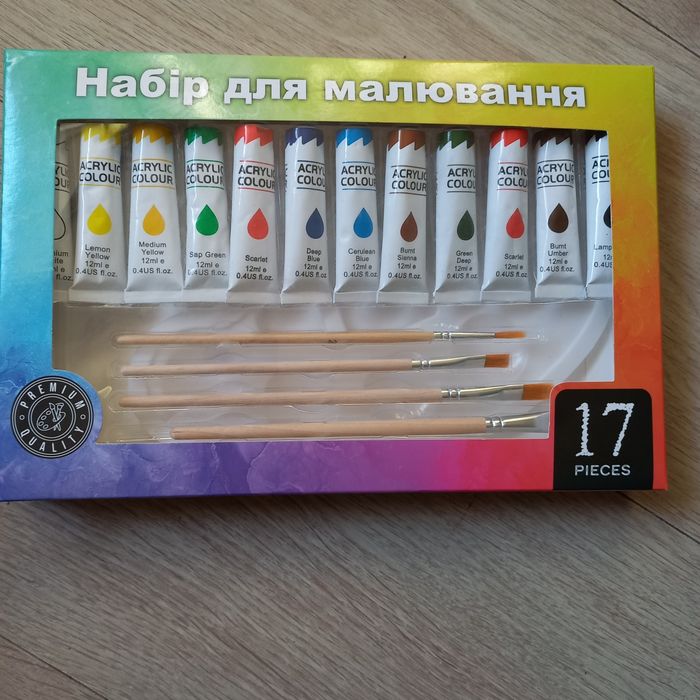 Набір для малювання
ACRYLIC
COLOUR
Lemon
Yellow
12ml e
0.4US fl.oz.
ACRYLIC
COLOUR
Medium
Yellow
12ml e
0.4US fl.oz.
ACRYLIC
COLOUR
Sap Green
12ml e
0.4US fl.oz.
ACRYLIC
COLOUR
Scarlet
12ml e
0.4US fl.oz.
ACRYLIC
COLOUR
Deep
Blue
12ml e
0.4US fl.oz.
ACRYLIC
COLOUR
Cerulean
Blue
12ml e
0.4US fl.oz.
ACRYLIC
COLOUR
Burnt
Sienna
12ml e
0.4US fl.oz.
ACRYLIC
COLOUR
Green
Deep
12ml e
0.4US fl.oz.
ACRYLIC
COLOUR
Scarlet
12ml e
0.4US fl.oz.
ACRYLIC
COLOUR
Burnt
Umber
12ml e
0.4US fl.oz.
Lamp
12ml
PREMIUM
QUALITY
17
PIECES